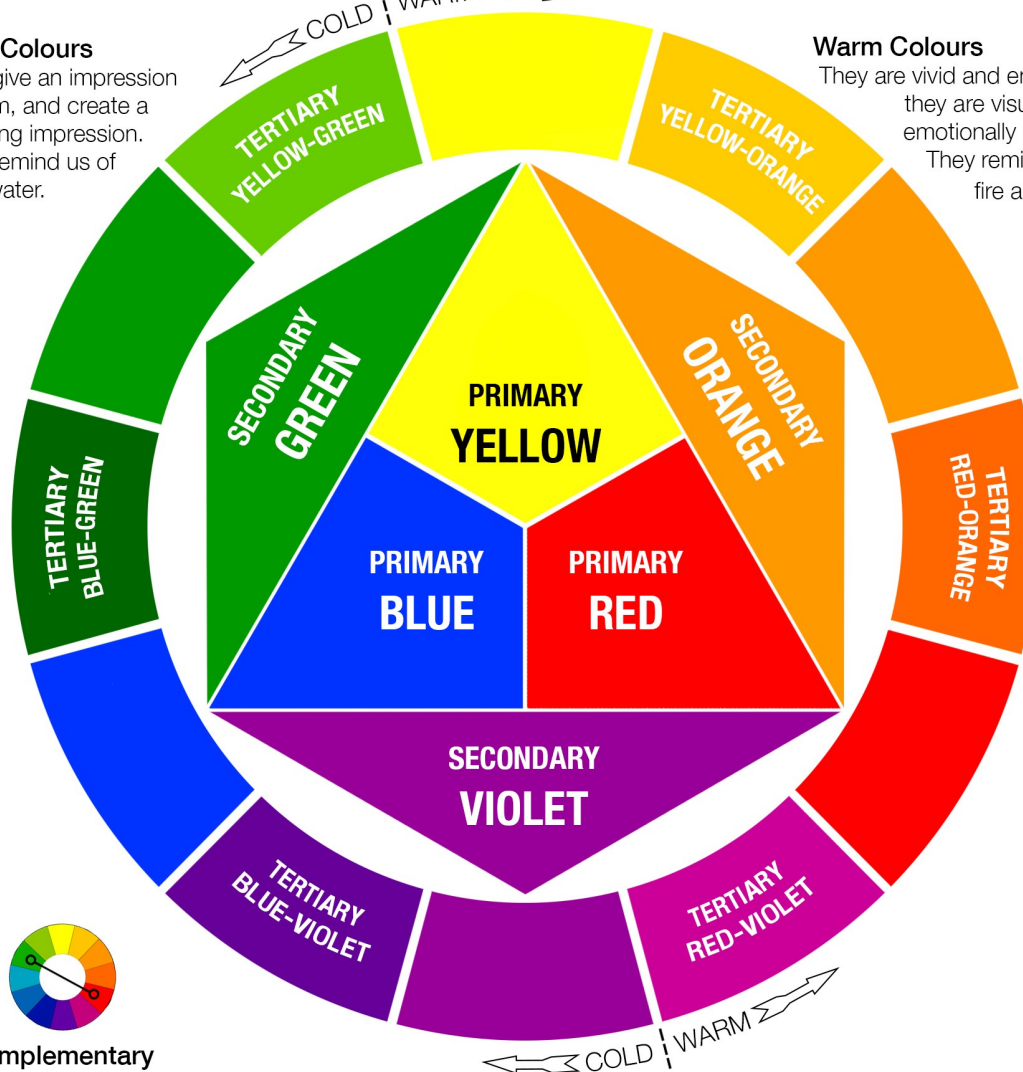 COLD
WARM
Colours
give an impression
, and create a
ng impression.
emind us of
ater.
Warm Colours
They are vivid and en
they are visu
emotionally
They remi
fire a
TERTIARY
YELLOW-GREEN
TERTIARY
YELLOW-ORANGE
SECONDARY
GREEN
SECONDARY
ORANGE
PRIMARY
YELLOW
TERTIARY
BLUE-GREEN
TERTIARY
RED-ORANGE
PRIMARY
BLUE
PRIMARY
RED
SECONDARY
VIOLET
TERTIARY
BLUE-VIOLET
TERTIARY
RED-VIOLET
COLD
WARM
mplementary